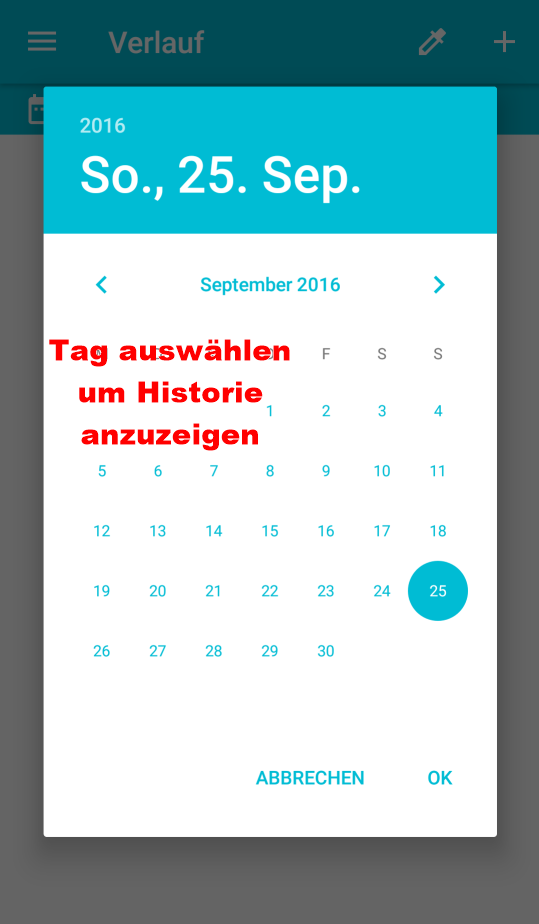 Verlauf
2016
So., 25. Sep.
September 2016
F S S
Tag auswählen
um Historie
anzuzeigen
1 2 3 4
5 6 7 8 9 10 11
12 13 14 15 16 17 18
19 20 21 22 23 24 25
26 27 28 29 30
ABBRECHEN OK